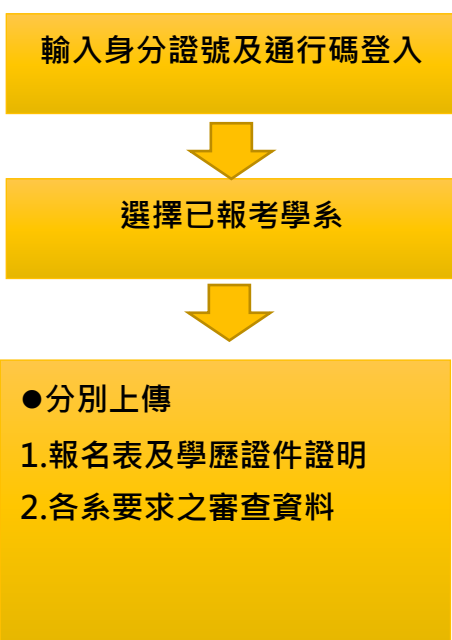 輸入身分證號及通行碼登入
選擇已報考學系
●分別上傳
1.報名表及學歷證件證明
2.各系要求之審查資料